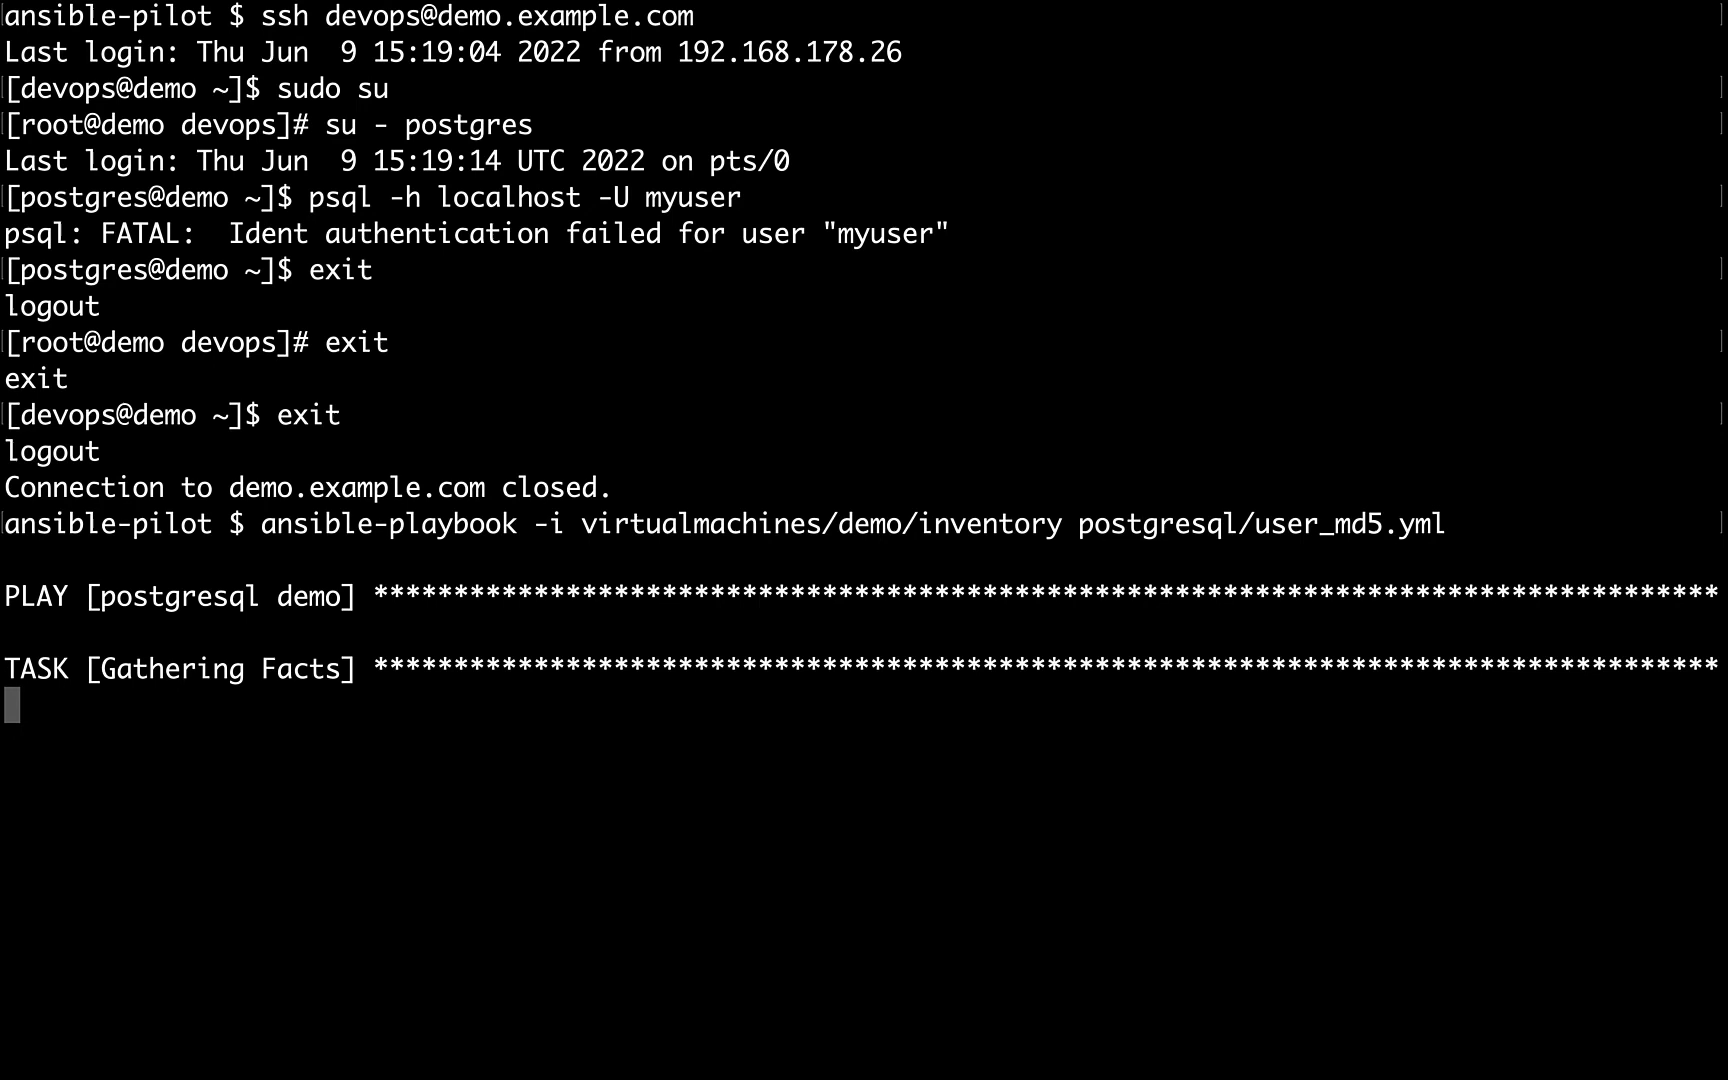 ansible-pilot $ ssh devops@demo.example.com
Last login: Thu Jun  9 15:19:04 2022 from 192.168.178.26
[devops@demo ~]$ sudo su
[root@demo devops]# su - postgres
Last login: Thu Jun  9 15:19:14 UTC 2022 on pts/0
[postgres@demo ~]$ psql -h localhost -U myuser
psql: FATAL:  Ident authentication failed for user "myuser"
[postgres@demo ~]$ exit
logout
[root@demo devops]# exit
exit
[devops@demo ~]$ exit
logout
Connection to demo.example.com closed.
ansible-pilot $ ansible-playbook -i virtualmachines/demo/inventory postgresql/user_md5.yml
PLAY [postgresql demo] ************************************************************************************
TASK [Gathering Facts] ************************************************************************************